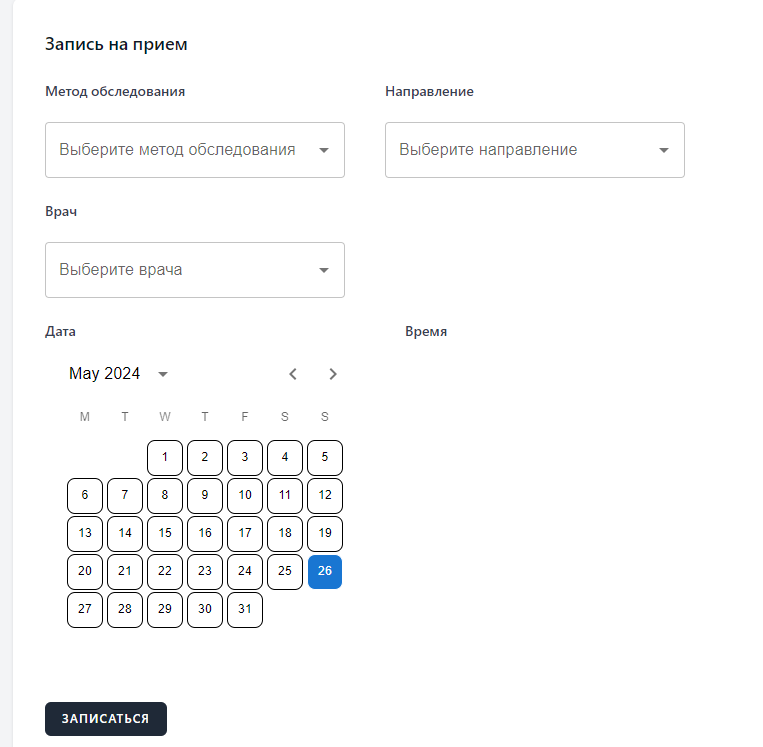 Запись на прием
Метод обследования Направление
Выберите метод обследования Выберите направление
Врач
Выберите врача
Дата Время
May 2024
M T W T F S S
1 2 3 4 5
6 7 8 9 10 11 12
13 14 15 16 17 18 19
20 21 22 23 24 25 26
27 28 29 30 31
ЗАПИСАТЬСЯ